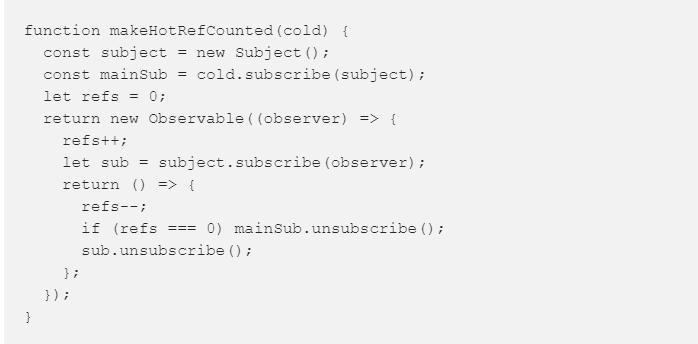 function makeHotRefCounted(cold) {
  const subject = new Subject();
  const mainSub = cold.subscribe(subject);
  let refs = 0;
  return new Observable((observer) => {
    refs++;
    let sub = subject.subscribe(observer);
    return () => {
      refs--;
      if (refs === 0) mainSub.unsubscribe();
      sub.unsubscribe();
    };
  });
}